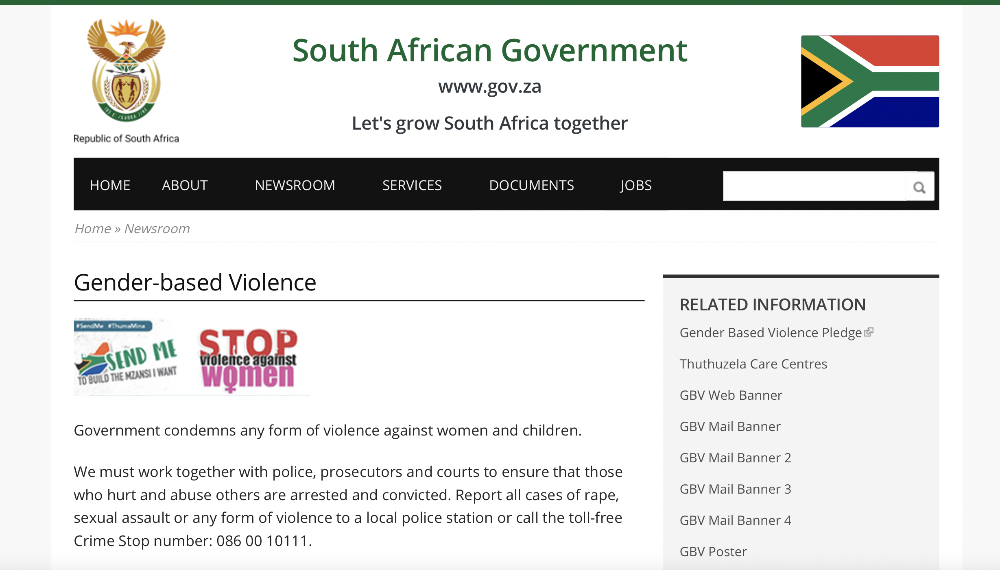 South African Government
www.gov.za
Let's grow South Africa together
Republic of South Africa
HOME ABOUT NEWSROOM SERVICES DOCUMENTS JOBS
Home » Newsroom
Gender-based Violence
#SendMe #ThumaMina
SEND ME
TO BUILD THE MZANSI I WANT
STOP
violence against
women
Government condemns any form of violence against women and children.
We must work together with police, prosecutors and courts to ensure that those
who hurt and abuse others are arrested and convicted. Report all cases of rape,
sexual assault or any form of violence to a local police station or call the toll-free
Crime Stop number: 086 00 10111.
RELATED INFORMATION
Gender Based Violence Pledge
Thuthuzela Care Centres
GBV Web Banner
GBV Mail Banner
GBV Mail Banner 2
GBV Mail Banner 3
GBV Mail Banner 4
GBV Poster